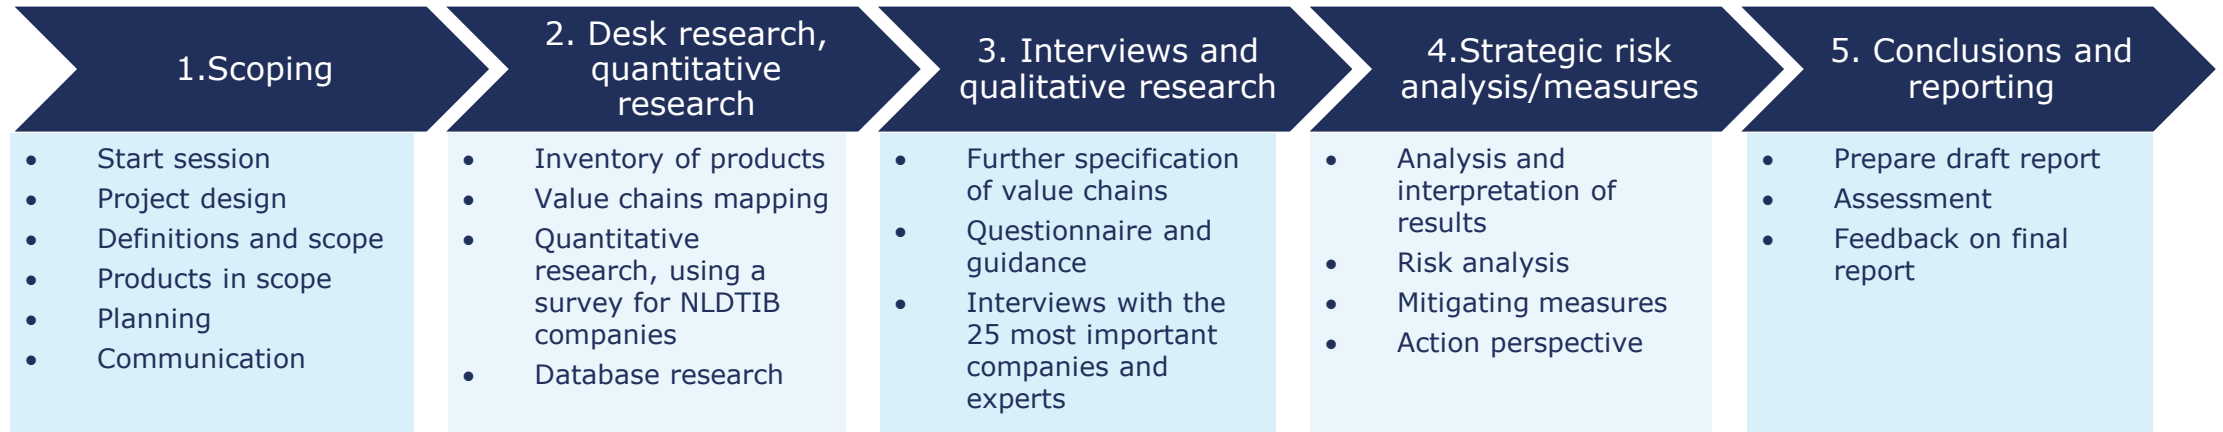 1.Scoping
2. Desk research,
quantitative
research
3. Interviews and
qualitative research
4.Strategic risk
analysis/measures
5. Conclusions and
reporting
• Start session
• Project design
• Definitions and scope
• Products in scope
• Planning
• Communication
• Inventory of products
• Value chains mapping
• Quantitative
research, using a
survey for NLDTIB
companies
• Database research
• Further specification
of value chains
• Questionnaire and
guidance
• Interviews with the
25 most important
companies and
experts
• Analysis and
interpretation of
results
• Risk analysis
• Mitigating measures
• Action perspective
• Prepare draft report
• Assessment
• Feedback on final
report